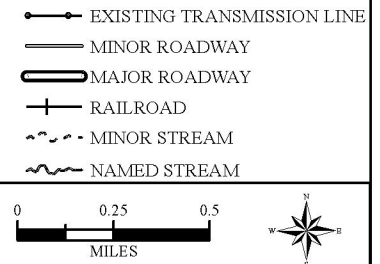 EXISTING TRANSMISSION LINE
MINOR ROADWAY
MAJOR ROADWAY
RAILROAD
MINOR STREAM
NAMED STREAM
0 0.25 0.5
MILES
N
W E
S